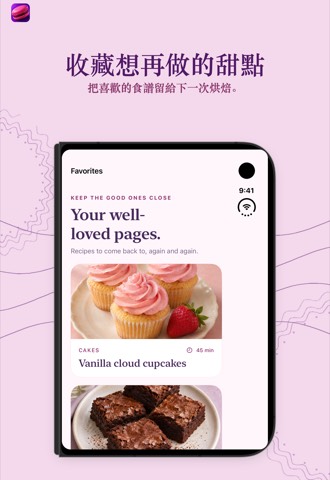 收藏想再做的甜點
把喜歡的食譜留給下一次烘焙。
Favorites
9:41
KEEP THE GOOD ONES CLOSE
Your well-
loved pages.
Recipes to come back to, again and again.
CAKES
45 min
Vanilla cloud cupcakes